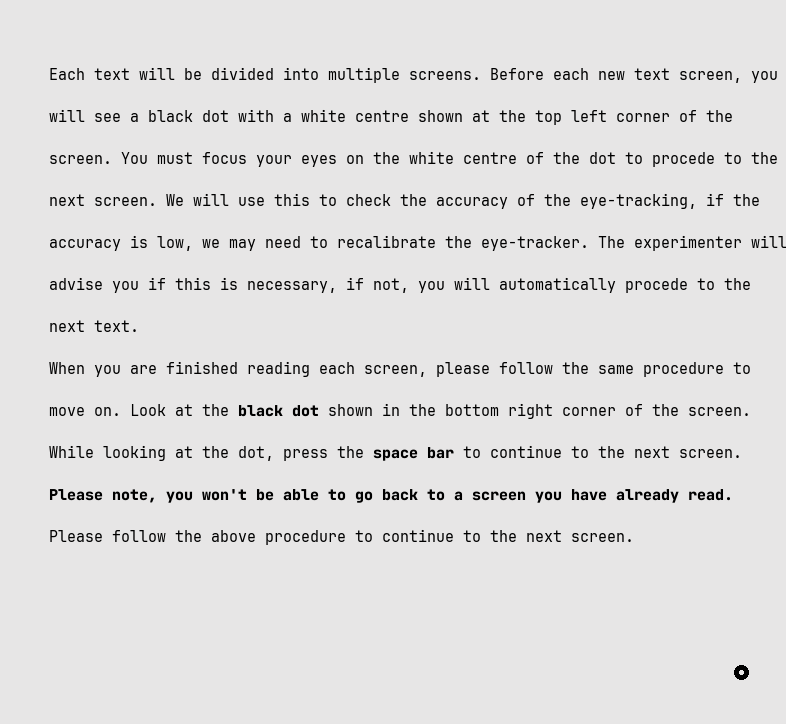 Each text will be divided into multiple screens. Before each new text screen, you
will see a black dot with a white centre shown at the top left corner of the
screen. You must focus your eyes on the white centre of the dot to procede to the
next screen. We will use this to check the accuracy of the eye-tracking, if the
accuracy is low, we may need to recalibrate the eye-tracker. The experimenter will
advise you if this is necessary, if not, you will automatically procede to the
next text.
When you are finished reading each screen, please follow the same procedure to
move on. Look at the black dot shown in the bottom right corner of the screen.
While looking at the dot, press the space bar to continue to the next screen.
Please note, you won't be able to go back to a screen you have already read.
Please follow the above procedure to continue to the next screen.